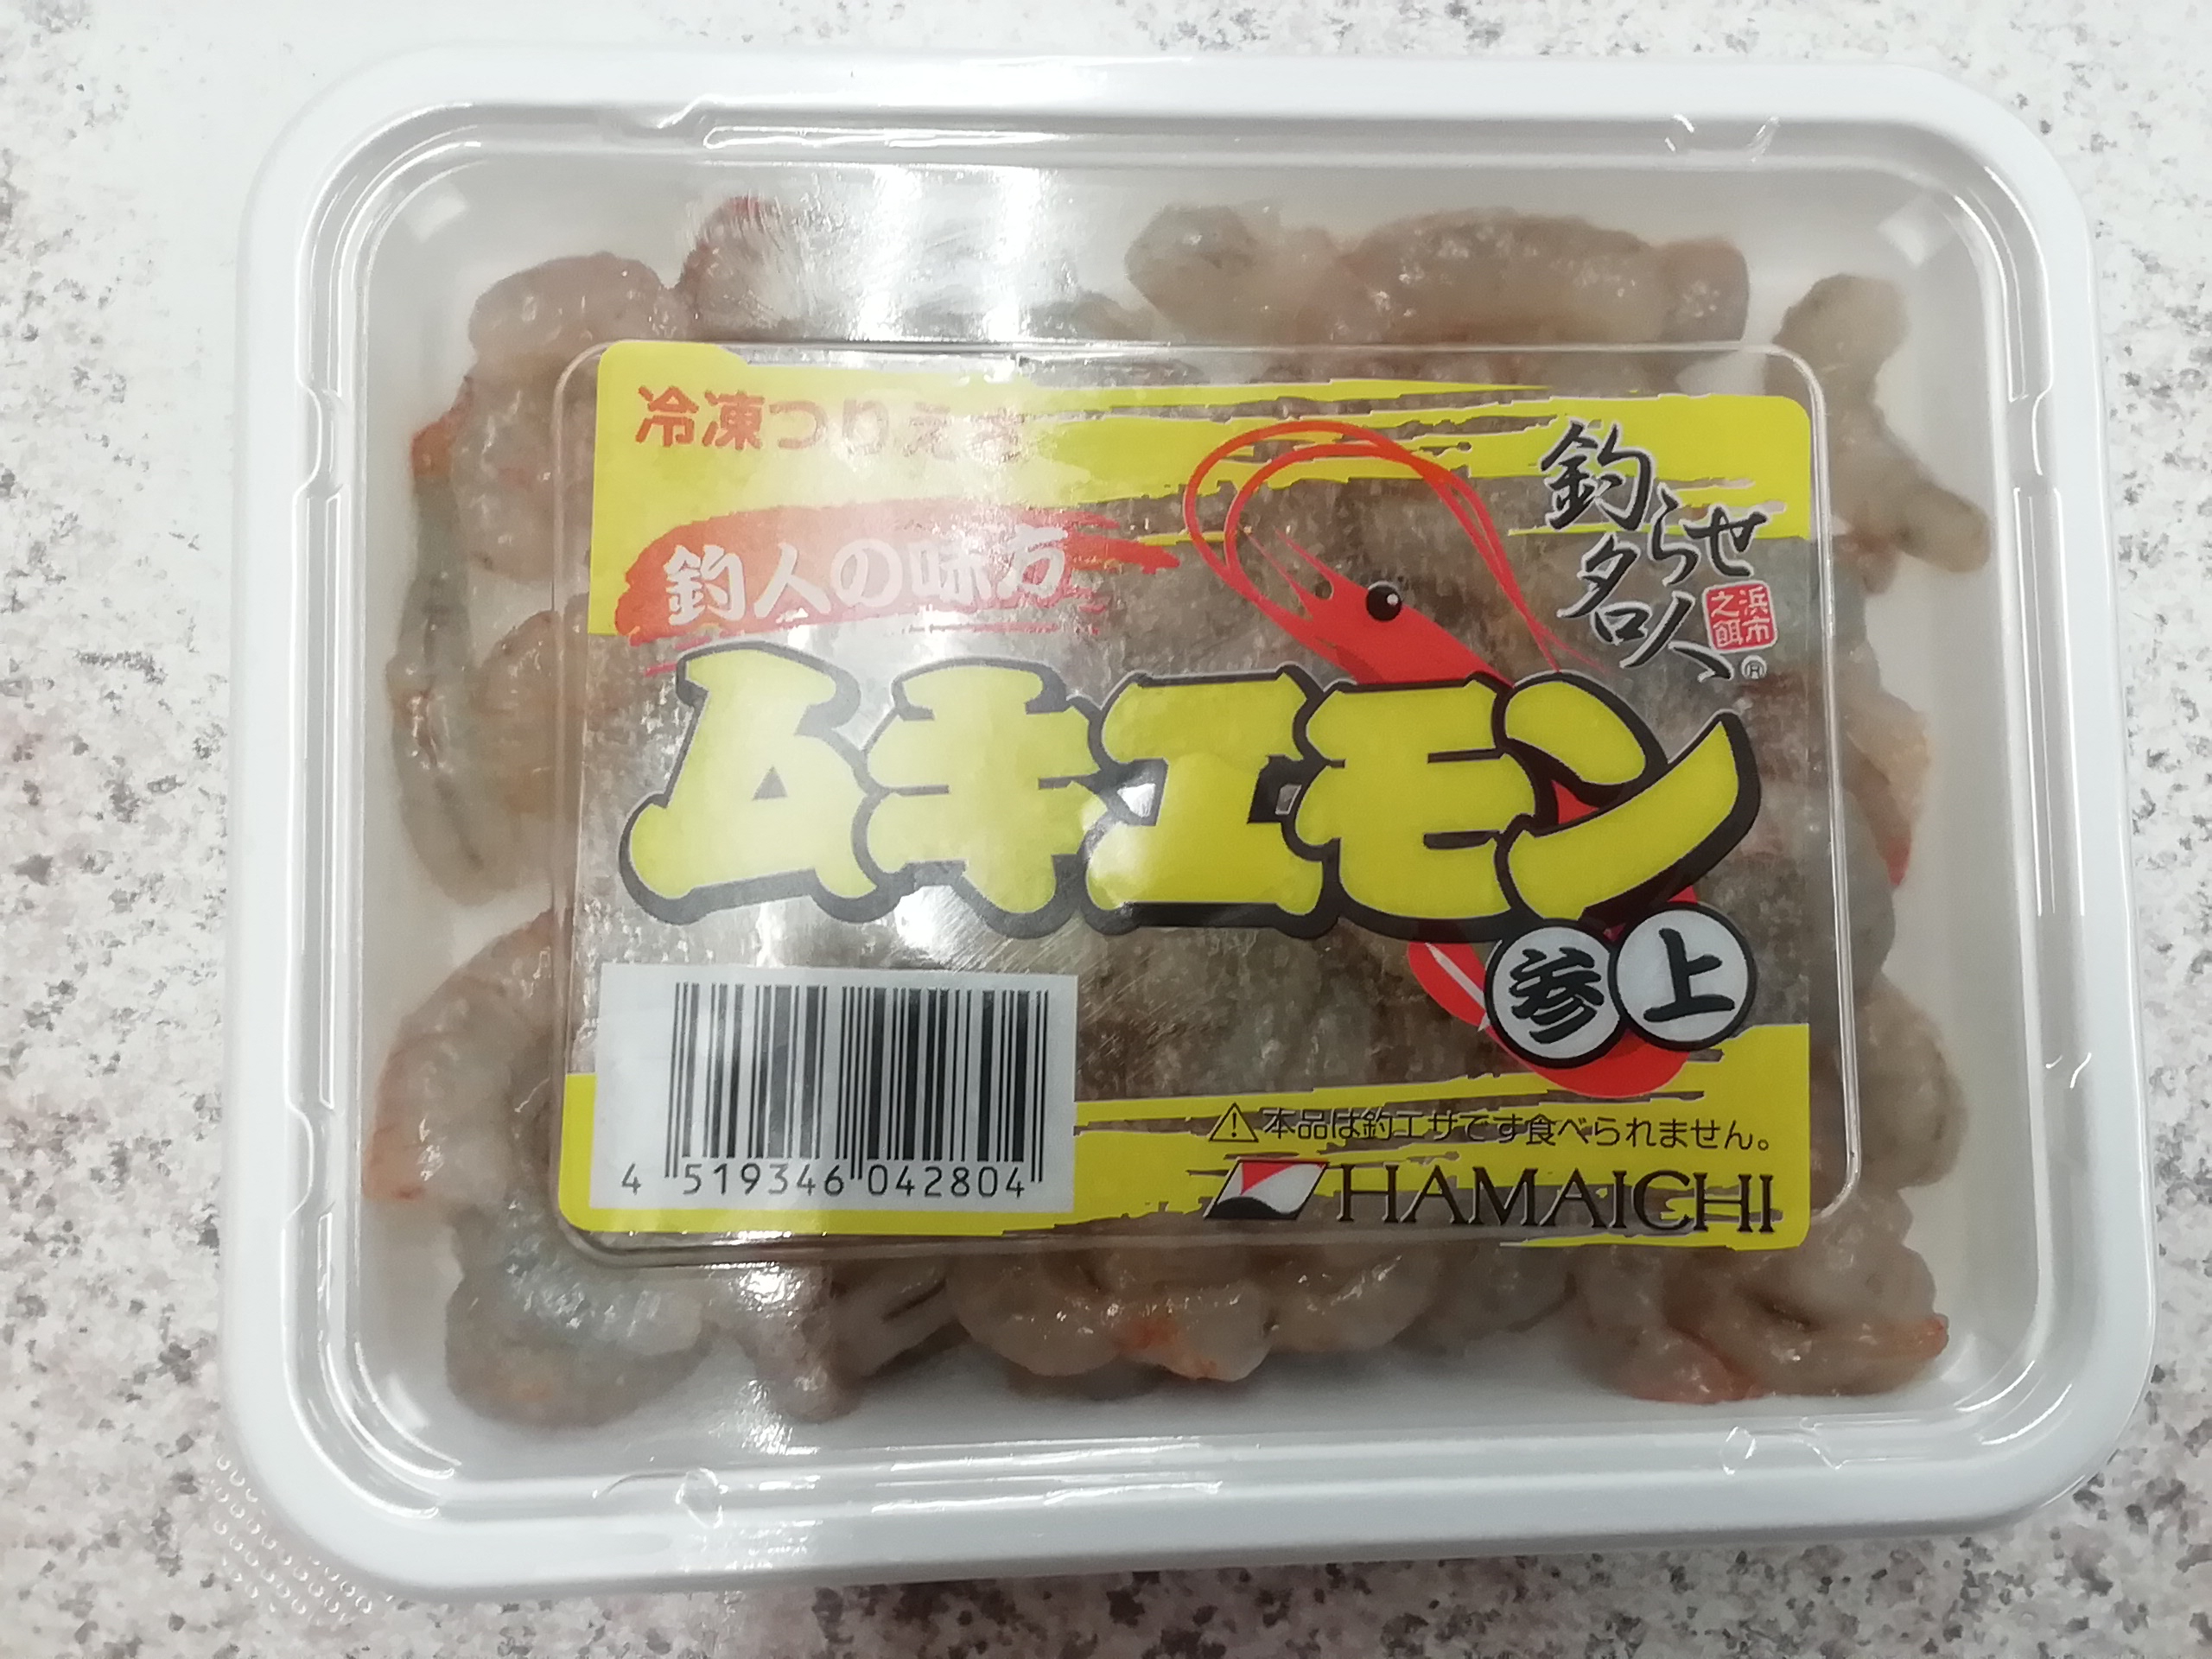 冷凍つりえさ
釣人の味方
釣らせ
名人
浜市
之餌
®
ムキエモン
参上
4 519346 042804
本品は釣エサです食べられません。
HAMAICHI